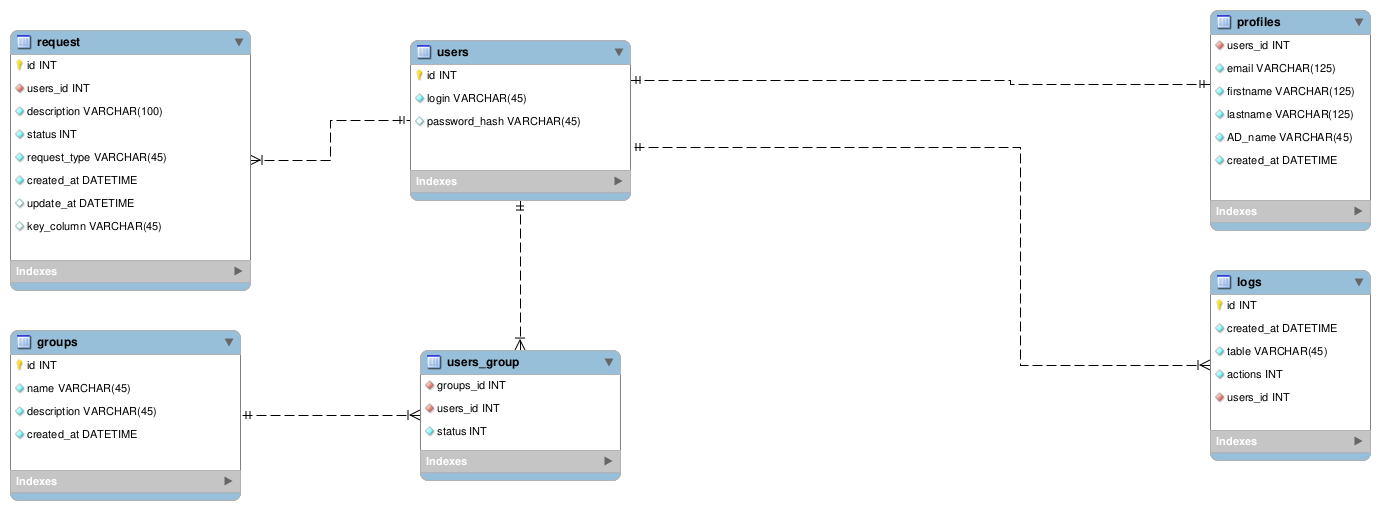 request
id INT
users_id INT
description VARCHAR(100)
status INT
request_type VARCHAR(45)
created_at DATETIME
update_at DATETIME
key_column VARCHAR(45)
Indexes
users
id INT
login VARCHAR(45)
password_hash VARCHAR(45)
Indexes
profiles
users_id INT
email VARCHAR(125)
firstname VARCHAR(125)
lastname VARCHAR(125)
AD_name VARCHAR(45)
created_at DATETIME
Indexes
groups
id INT
name VARCHAR(45)
description VARCHAR(45)
created_at DATETIME
Indexes
users_group
groups_id INT
users_id INT
status INT
Indexes
logs
id INT
created_at DATETIME
table VARCHAR(45)
actions INT
users_id INT
Indexes